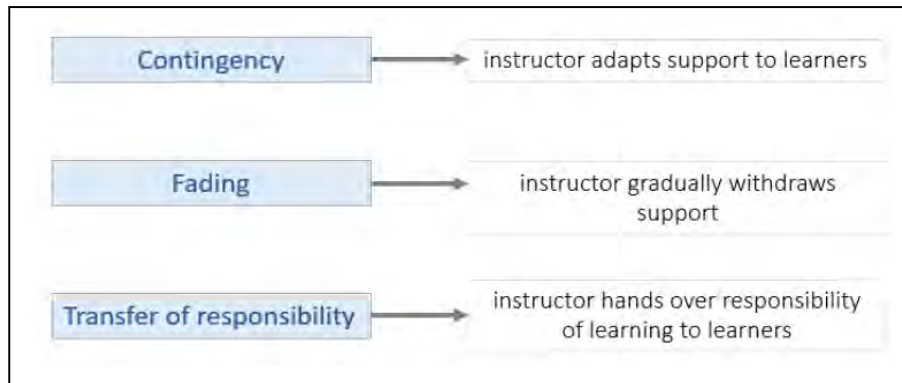 Contingency
instructor adapts support to learners
Fading
instructor gradually withdraws
support
Transfer of responsibility
instructor hands over responsibility
of learning to learners